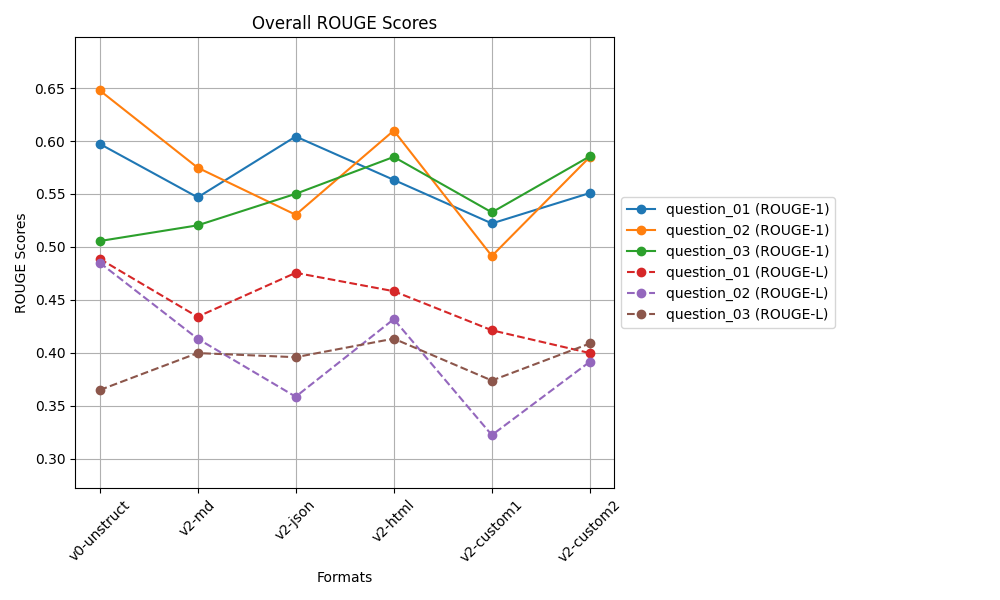 Overall ROUGE Scores
ROUGE Scores
0.65
0.60
0.55
0.50
0.45
0.40
0.35
0.30
v0-unstruct
v2-md
v2-json
v2-html
v2-custom1
v2-custom2
Formats
question_01 (ROUGE-1)
question_02 (ROUGE-1)
question_03 (ROUGE-1)
question_01 (ROUGE-L)
question_02 (ROUGE-L)
question_03 (ROUGE-L)